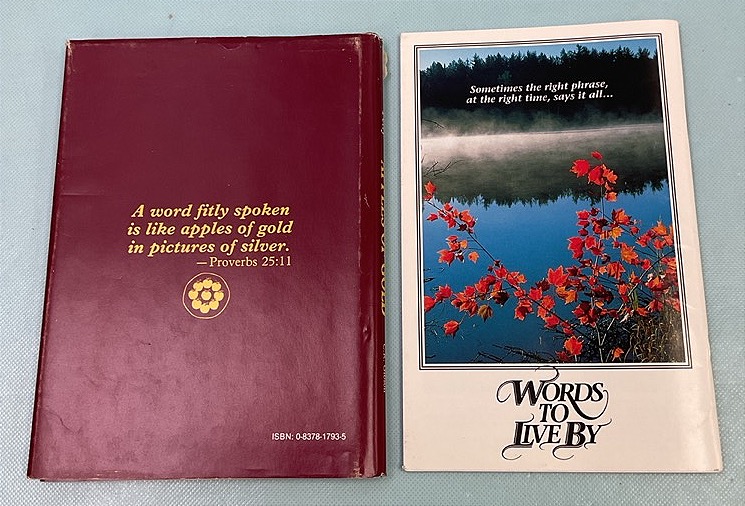 A word fitly spoken
is like apples of gold
in pictures of silver.
—Proverbs 25:11
ISBN: 0-8378-1793-5
Sometimes the right phrase,
at the right time, says it all...
WORDS
TO
LIVE BY